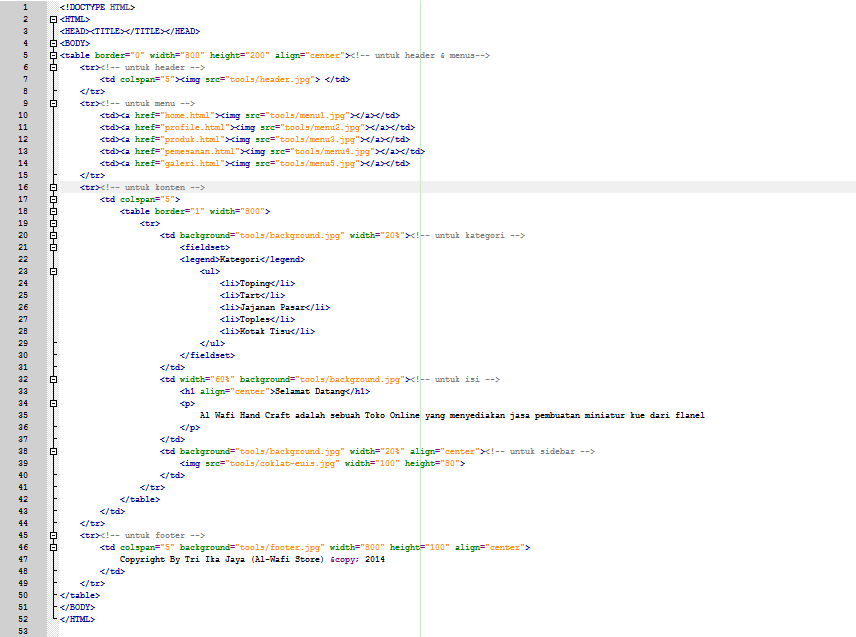 1 <!DOCTYPE HTML>
2 <HTML>
3 <HEAD><TITLE></TITLE></HEAD>
4 <BODY>
5 <table border="0" width="800" height="200" align="center"><!-- untuk header & menus-->
6 <tr><!-- untuk header -->
7 <td colspan="5"><img src="tools/header.jpg"> </td>
8 </tr>
9 <tr><!-- untuk menu -->
10 <td><a href="home.html"><img src="tools/menu1.jpg"></a></td>
11 <td><a href="profile.html"><img src="tools/menu2.jpg"></a></td>
12 <td><a href="produk.html"><img src="tools/menu3.jpg"></a></td>
13 <td><a href="pemesanan.html"><img src="tools/menu4.jpg"></a></td>
14 <td><a href="galeri.html"><img src="tools/menu5.jpg"></a></td>
15 </tr>
16 <tr><!-- untuk konten -->
17 <td colspan="5">
18 <table border="1" width="800">
19 <tr>
20 <td background="tools/background.jpg" width="20%"><!-- untuk kategori -->
21 <fieldset>
22 <legend>Kategori</legend>
23 <ul>
24 <li>Toping</li>
25 <li>Tart</li>
26 <li>Jajanan Pasar</li>
27 <li>Toples</li>
28 <li>Kotak Tisu</li>
29 </ul>
30 </fieldset>
31 </td>
32 <td width="60%" background="tools/background.jpg"><!-- untuk isi -->
33 <h1 align="center">Selamat Datang</h1>
34 <p>
35 Al Wafi Hand Craft adalah sebuah Toko Online yang menyediakan jasa pembuatan miniatur kue dari flanel
36 </p>
37 </td>
38 <td background="tools/background.jpg" width="20%" align="center"><!-- untuk sidebar -->
39 <img src="tools/coklat-euis.jpg" width="100" height="80">
40 </td>
41 </tr>
42 </table>
43 </td>
44 </tr>
45 <tr><!-- untuk footer -->
46 <td colspan="5" background="tools/footer.jpg" width="800" height="100" align="center">
47 Copyright By Tri Ika Jaya (Al-Wafi Store) &copy; 2014
48 </td>
49 </tr>
50 </table>
51 </BODY>
52 </HTML>
53